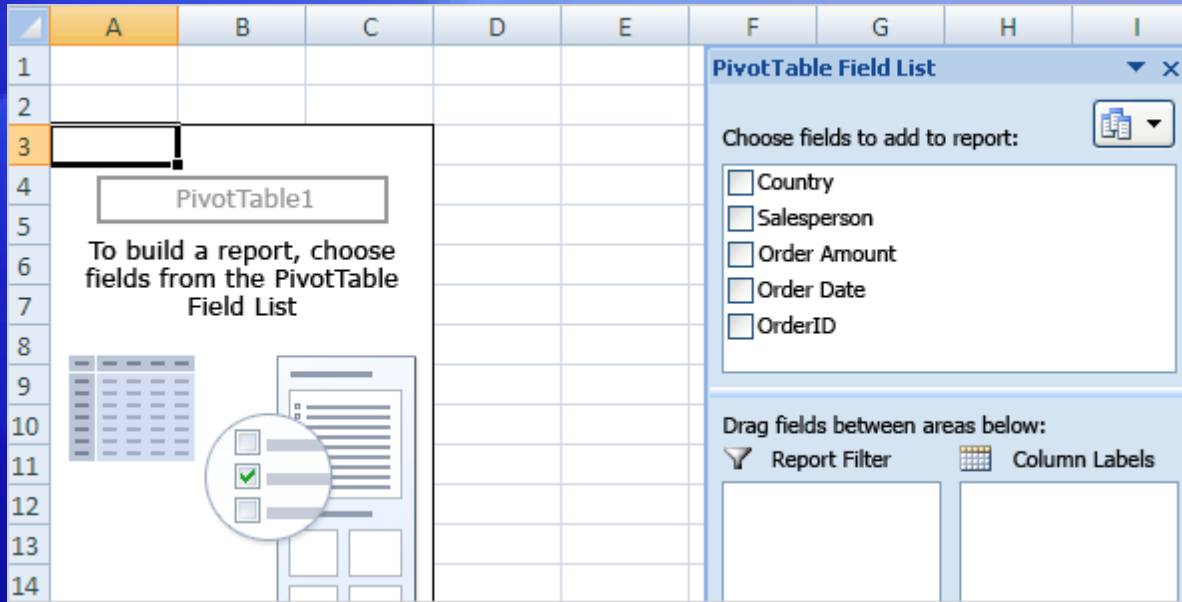 A B C D E F G H I
1
2
3
4
5
6
7
8
9
10
11
12
13
14
PivotTable1
To build a report, choose
fields from the PivotTable
Field List
PivotTable Field List
Choose fields to add to report:
Country
Salesperson
Order Amount
Order Date
OrderID
Drag fields between areas below:
Report Filter Column Labels